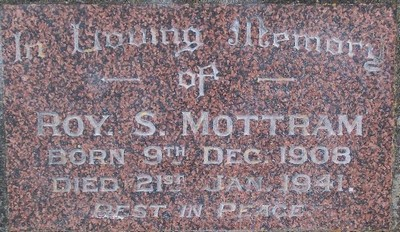 In Loving Memory
of
ROY. S. MOTTRAM
BORN 9TH DEC. 1908
DIED 21ST JAN. 1941.
REST IN PEACE